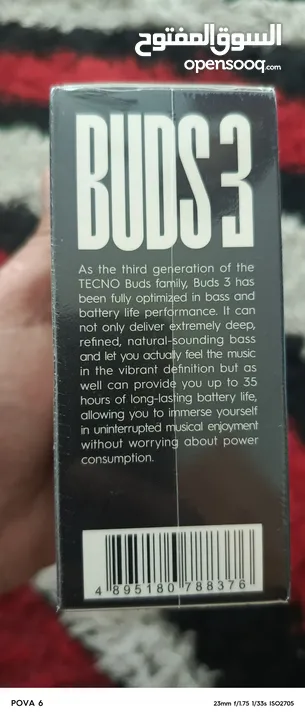 السوق المفتوح
opensooq.com
BUDS 3
As the third generation of the
TECNO Buds family, Buds 3 has
been fully optimized in bass and
battery life performance. It can
not only deliver extremely deep,
refined, natural-sounding bass
and let you actually feel the music
in the vibrant definition but as
well can provide you up to 35
hours of long-lasting battery life,
allowing you to immerse yourself
in uninterrupted musical enjoyment
without worrying about power
consumption.
4 895180 788376
POVA 6
23mm f/1.75 1/33s ISO2705